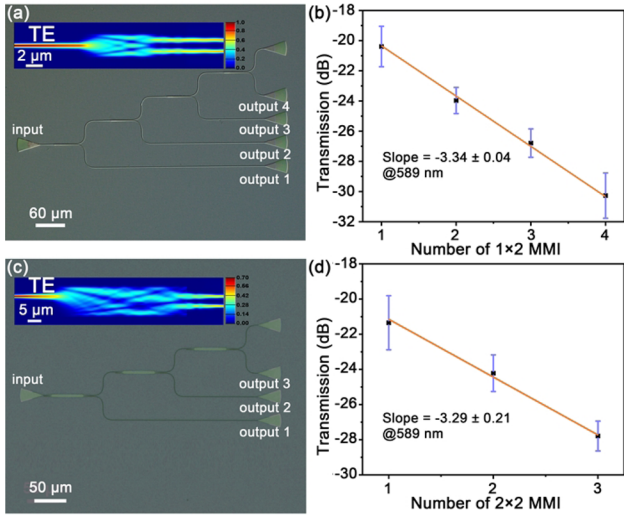 (a)
TE
2 µm
1.0
0.8
0.6
0.4
0.2
0.0
input
output 4
output 3
output 2
output 1
60 µm
(b)
Transmission (dB)
-18
-20
-22
-24
-26
-28
-30
-32
Slope = -3.34 ± 0.04
@589 nm
1 2 3 4
Number of 1×2 MMI
(c)
TE
5 µm
0.70
0.56
0.42
0.28
0.14
0.00
input
output 3
output 2
output 1
50 µm
(d)
Transmission (dB)
-18
-20
-22
-24
-26
-28
-30
Slope = -3.29 ± 0.21
@589 nm
1 2 3
Number of 2×2 MMI